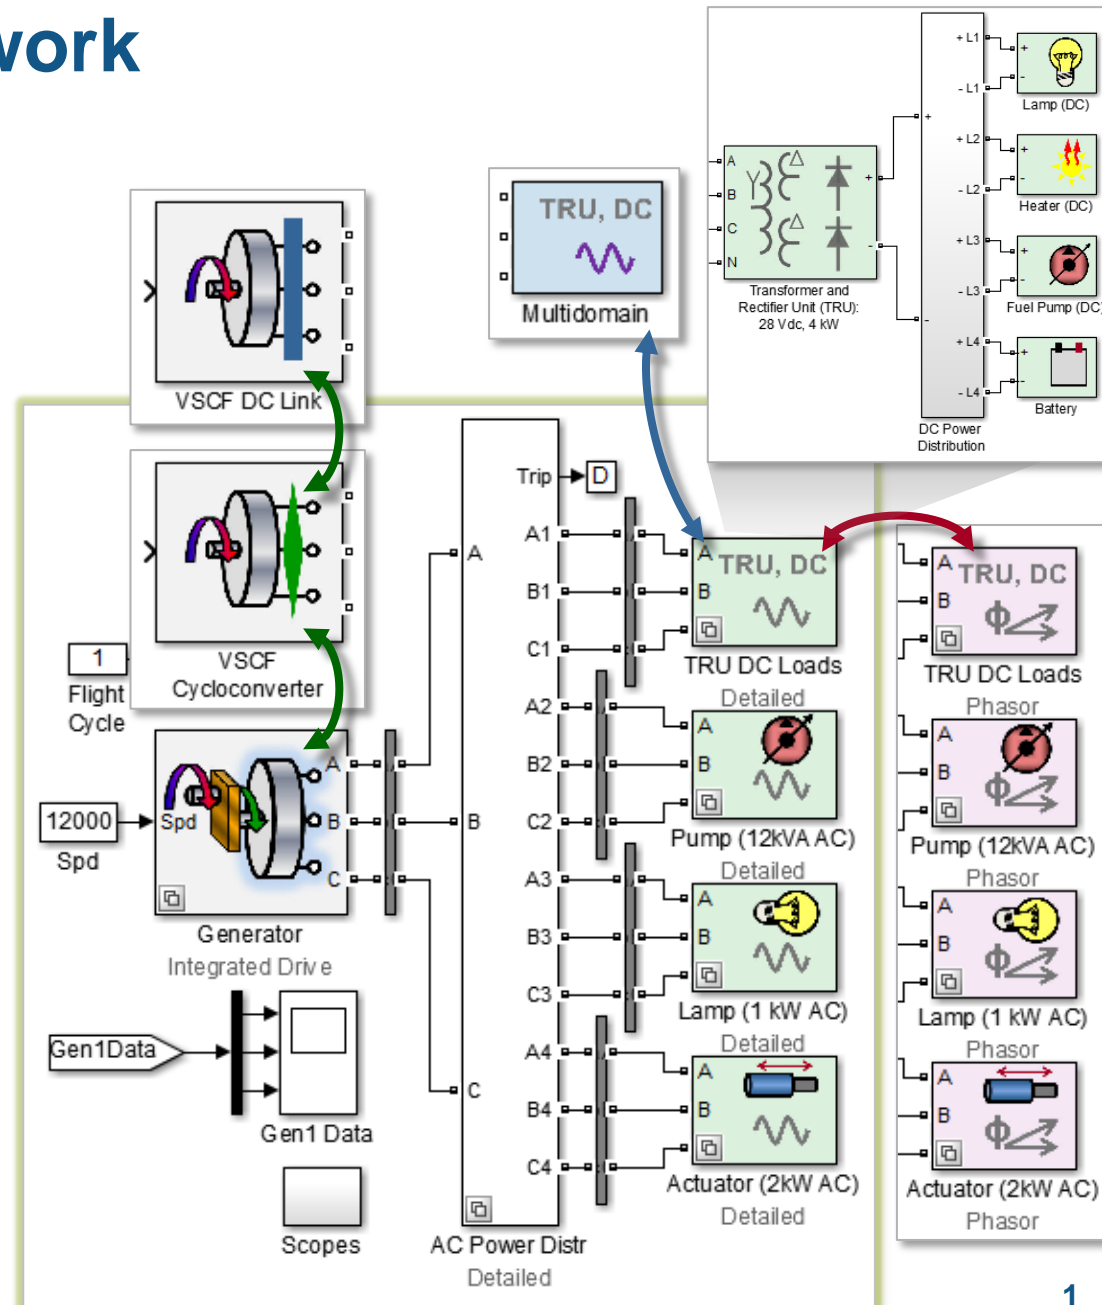 work
+ L1
+
-
- L1
Lamp (DC)
+ L2
+
-
- L2
Heater (DC)
+ L3
+
-
- L3
Fuel Pump (DC)
+ L4
+
-
- L4
Battery
+
-
DC Power
Distribution
A
B
C
N
+
-
Transformer and
Rectifier Unit (TRU):
28 Vdc, 4 kW
TRU, DC
Multidomain
VSCF DC Link
VSCF
Cycloconverter
1
Flight
Cycle
12000
Spd
Spd
A
B
C
Generator
Integrated Drive
Gen1Data
Gen1 Data
Scopes
A
B
C
Trip
D
A1
B1
C1
A2
B2
C2
A3
B3
C3
A4
B4
C4
AC Power Distr
Detailed
A
TRU, DC
B
TRU DC Loads
Detailed
A
B
Pump (12kVA AC)
Detailed
A
B
Lamp (1 kW AC)
Detailed
A
B
Actuator (2kW AC)
Detailed
A
TRU, DC
B
Φ
TRU DC Loads
Phasor
A
B
Φ
Pump (12kVA AC)
Phasor
A
B
Φ
Lamp (1 kW AC)
Phasor
A
B
Φ
Actuator (2kW AC)
Phasor
1